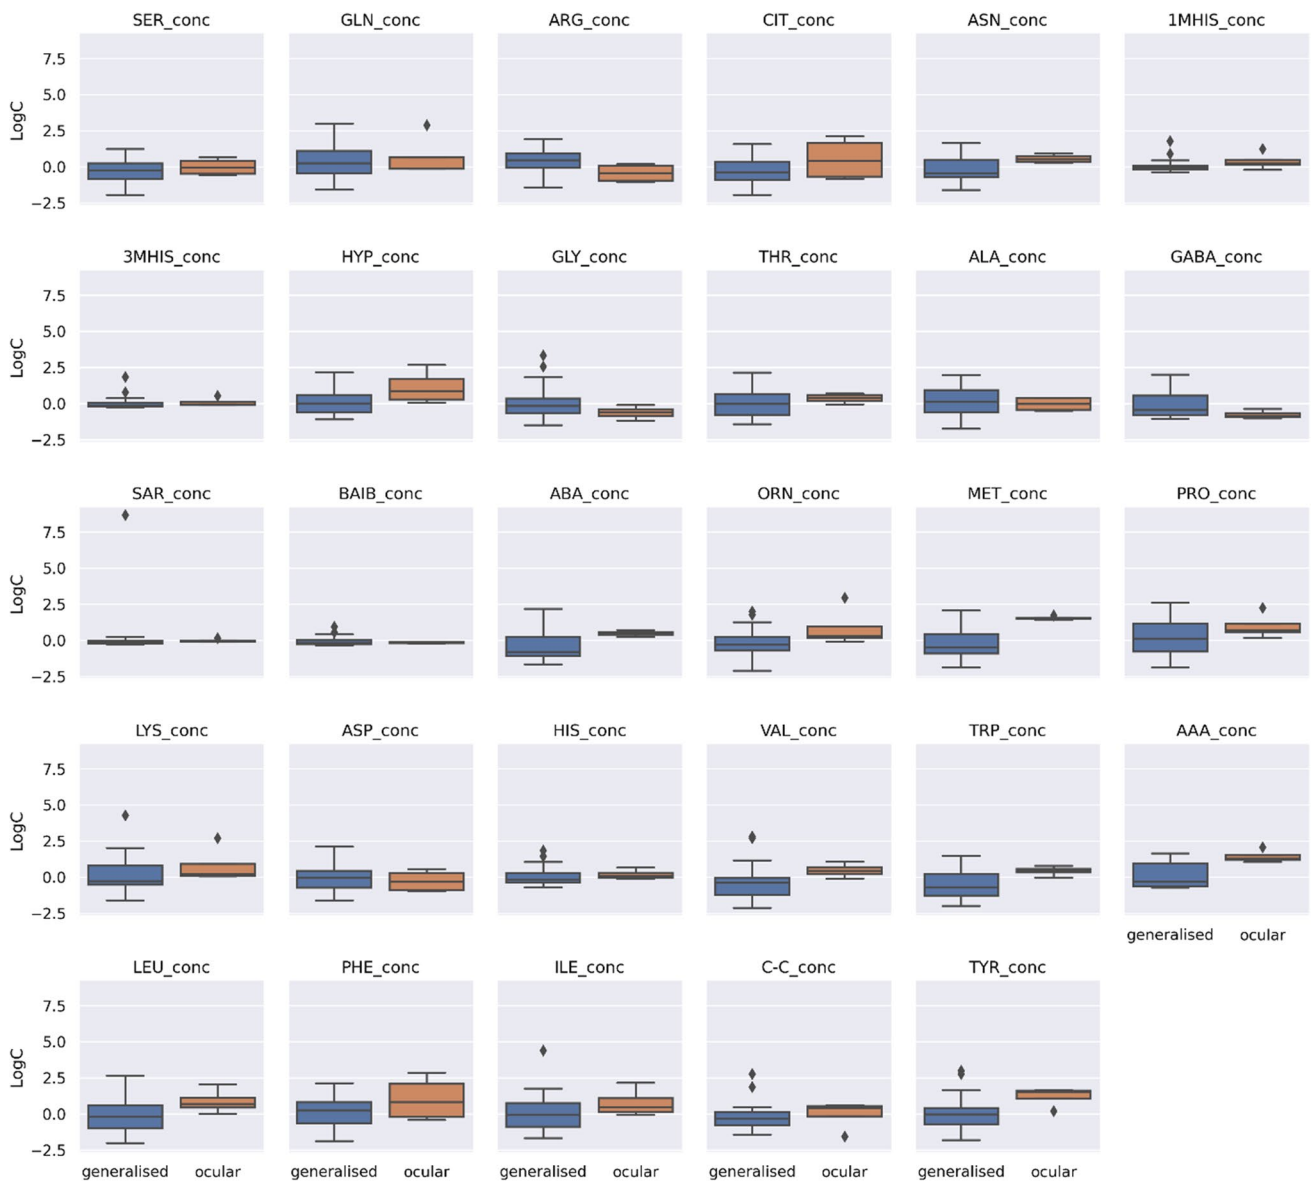 SER_conc GLN_conc ARG_conc CIT_conc ASN_conc 1MHIS_conc
7.5
5.0
LogC
2.5
0.0
−2.5
3MHIS_conc HYP_conc GLY_conc THR_conc ALA_conc GABA_conc
7.5
5.0
LogC
2.5
0.0
−2.5
SAR_conc BAIB_conc ABA_conc ORN_conc MET_conc PRO_conc
7.5
5.0
LogC
2.5
0.0
−2.5
LYS_conc ASP_conc HIS_conc VAL_conc TRP_conc AAA_conc
7.5
5.0
LogC
2.5
0.0
−2.5
generalised ocular
LEU_conc PHE_conc ILE_conc C-C_conc TYR_conc
7.5
5.0
LogC
2.5
0.0
−2.5
generalised ocular generalised ocular generalised ocular generalised ocular generalised ocular